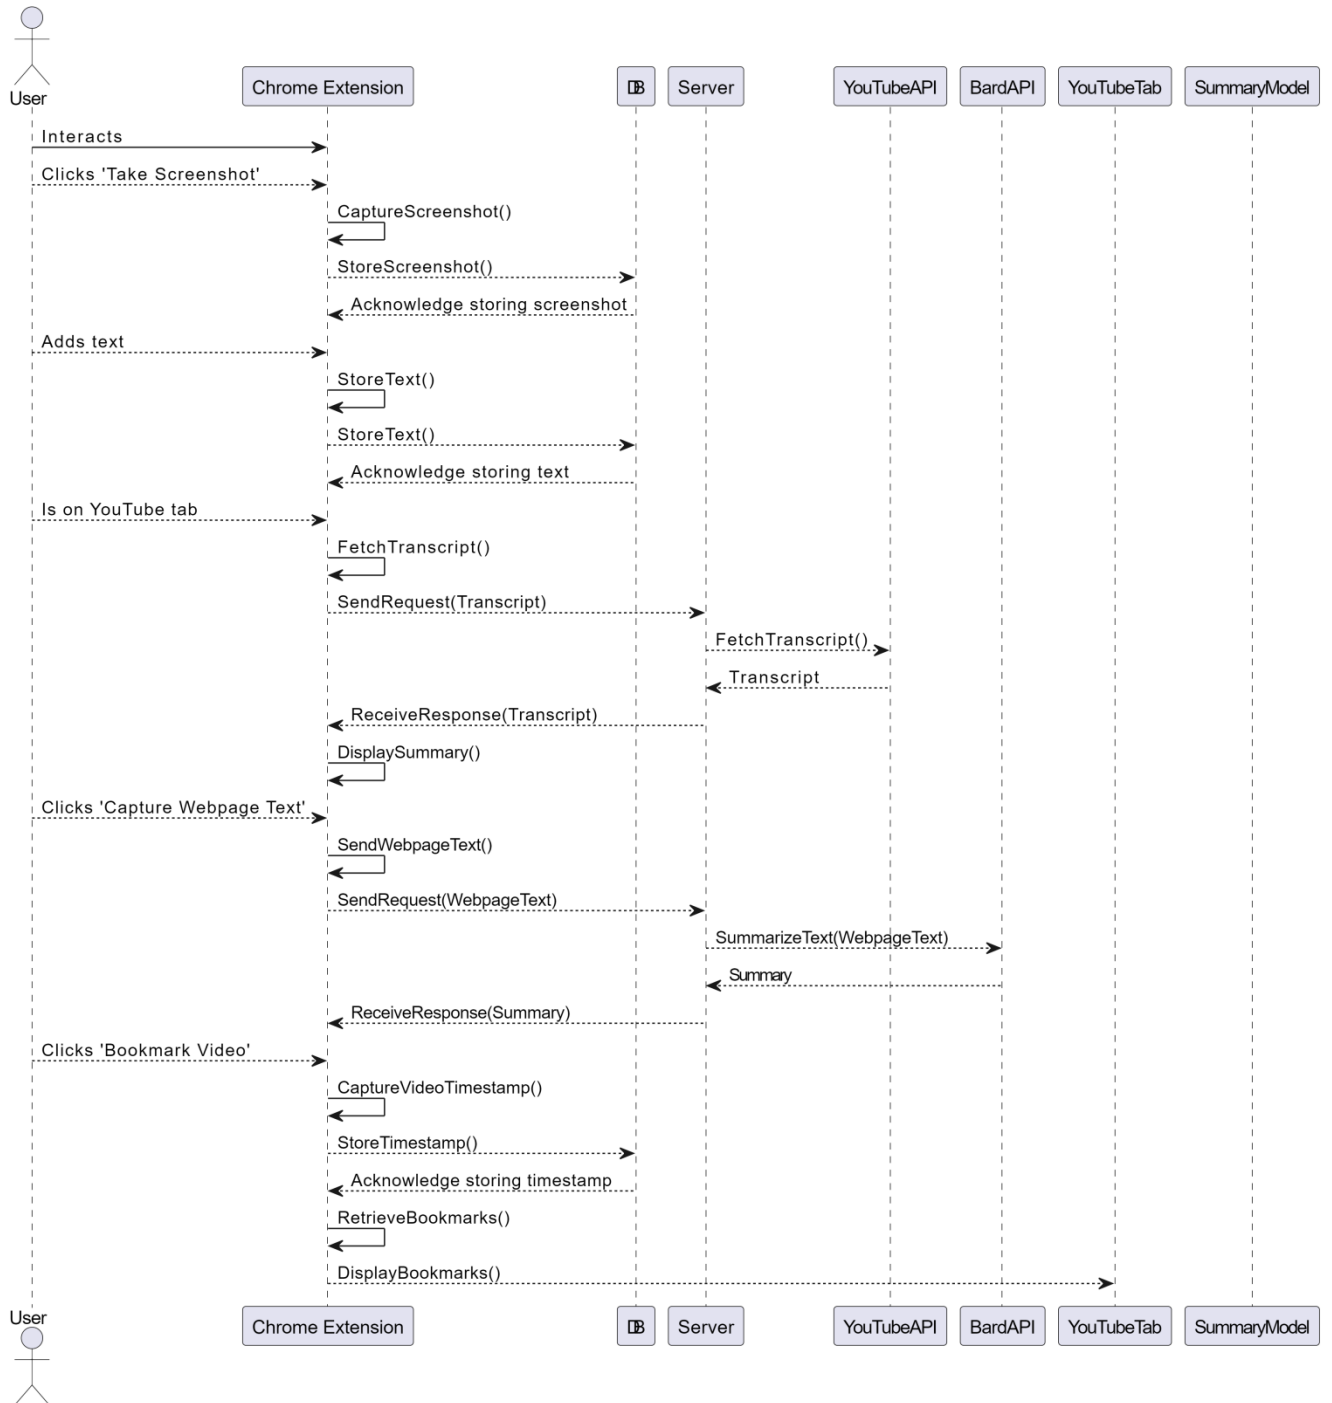 User
Chrome Extension
DB
Server
YouTubeAPI
BardAPI
YouTubeTab
SummaryModel
Interacts
Clicks 'Take Screenshot'
CaptureScreenshot()
StoreScreenshot()
Acknowledge storing screenshot
Adds text
StoreText()
StoreText()
Acknowledge storing text
Is on YouTube tab
FetchTranscript()
SendRequest(Transcript)
FetchTranscript()
Transcript
ReceiveResponse(Transcript)
DisplaySummary()
Clicks 'Capture Webpage Text'
SendWebpageText()
SendRequest(WebpageText)
SummarizeText(WebpageText)
Summary
ReceiveResponse(Summary)
Clicks 'Bookmark Video'
CaptureVideoTimestamp()
StoreTimestamp()
Acknowledge storing timestamp
RetrieveBookmarks()
DisplayBookmarks()
User
Chrome Extension
DB
Server
YouTubeAPI
BardAPI
YouTubeTab
SummaryModel